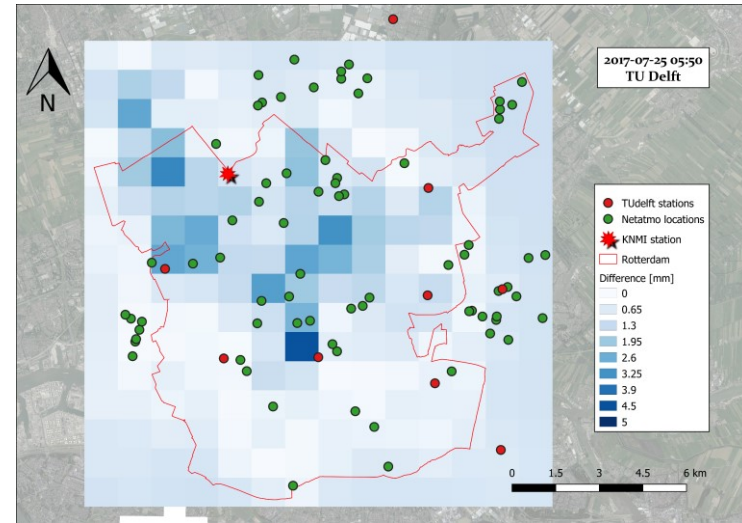 2017-07-25 05:50
TU Delft
N
TUdelft stations
Netatmo locations
KNMI station
Rotterdam
Difference [mm]
0
0.65
1.3
1.95
2.6
3.25
3.9
4.5
5
0 1.5 3 4.5 6 km